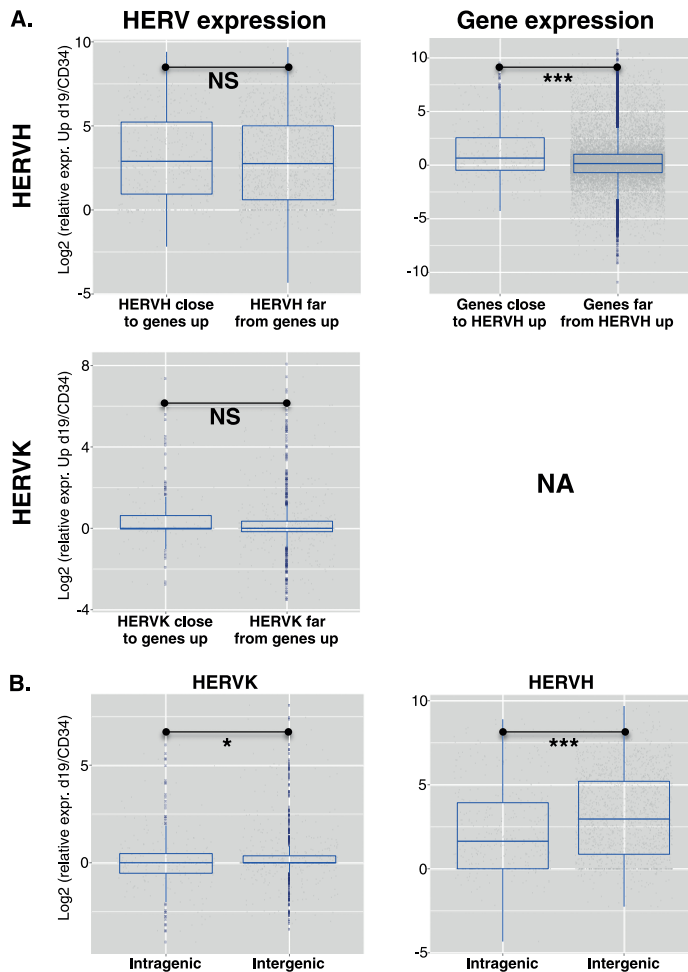 A.
HERV expression
Gene expression
HERVH
Log2 (relative expr. Up d19/CD34)
10
5
0
-5
NS
HERVH close
to genes up
HERVH far
from genes up
10
5
0
-5
-10
***
Genes close
to HERVH up
Genes far
from HERVH up
HERVK
Log2 (relative expr. Up d19/CD34)
8
4
0
-4
NS
HERVK close
to genes up
HERVK far
from genes up
NA
B.
HERVK
Log2 (relative expr. d19/CD34)
5
0
*
Intragenic
Intergenic
HERVH
10
5
0
-5
***
Intragenic
Intergenic